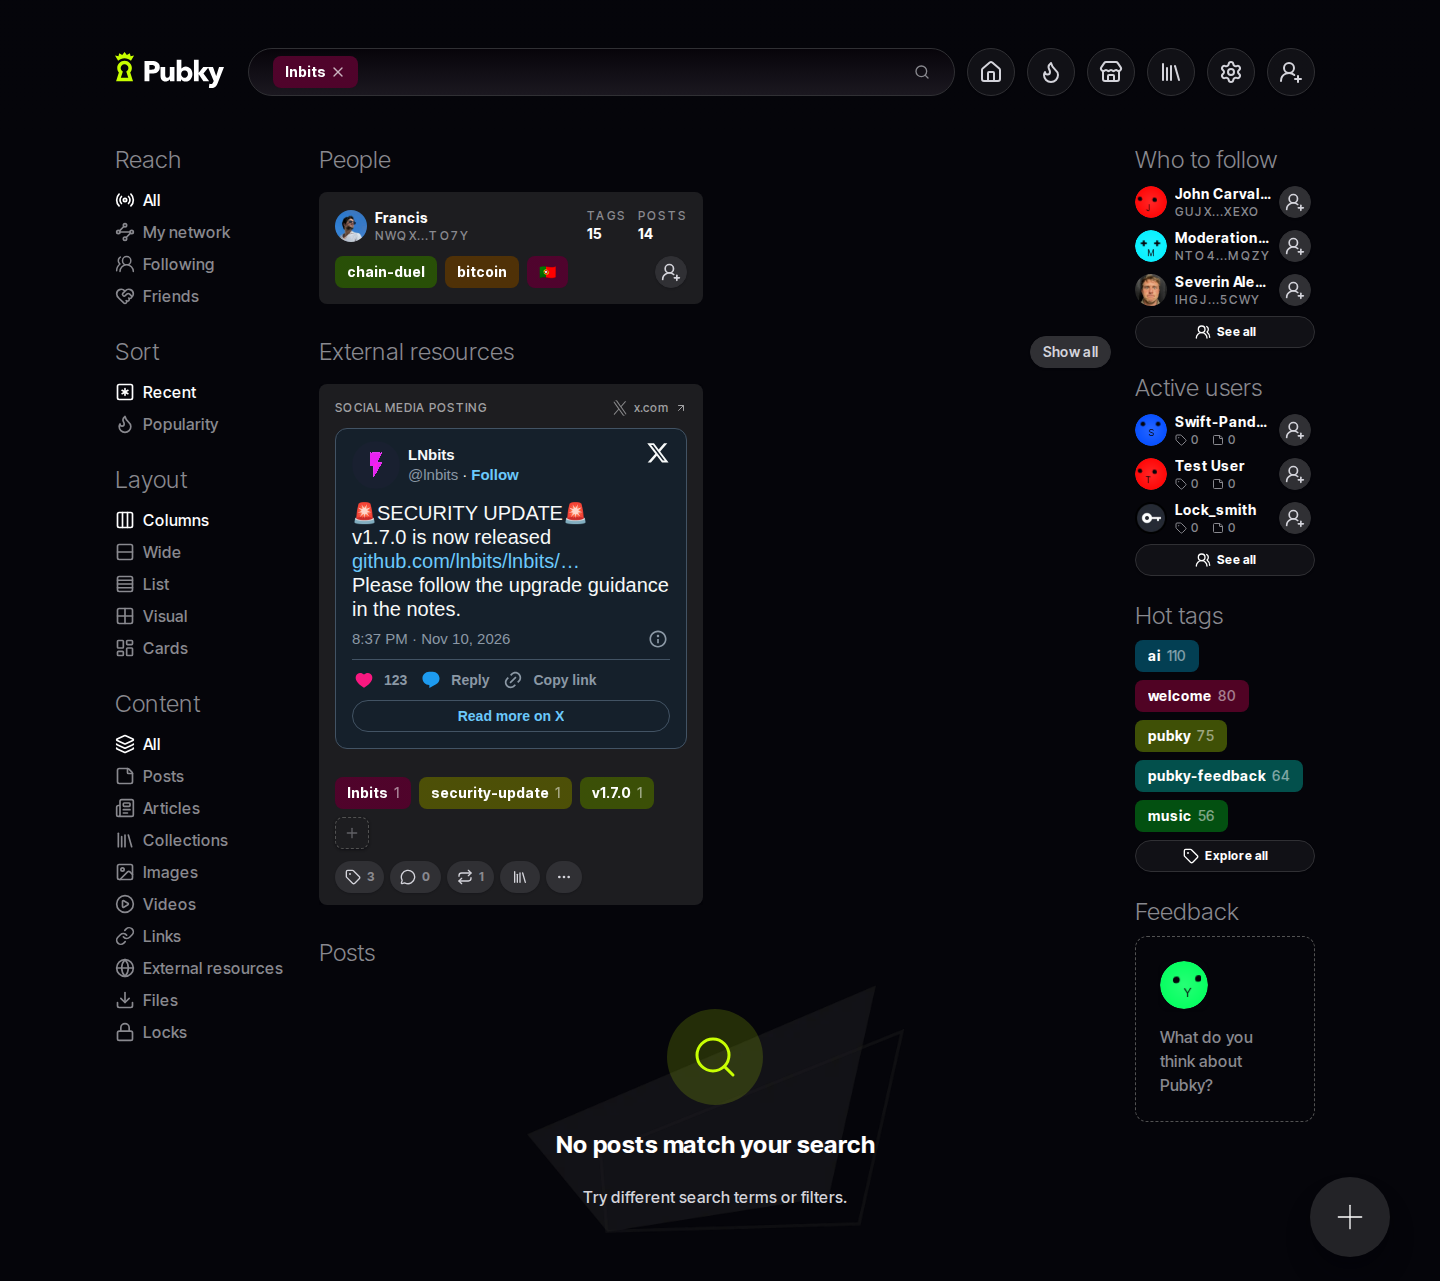 Pubky
lnbits
Reach
All
My network
Following
Friends
Sort
Recent
Popularity
Layout
Columns
Wide
List
Visual
Cards
Content
All
Posts
Articles
Collections
Images
Videos
Links
External resources
Files
Locks
People
Francis
NWQX...TO7Y
TAGS
15
POSTS
14
chain-duel
bitcoin
External resources
Show all
SOCIAL MEDIA POSTING
x.com
LNbits
@lnbits · Follow
🚨SECURITY UPDATE🚨
v1.7.0 is now released
github.com/lnbits/lnbits/…
Please follow the upgrade guidance
in the notes.
8:37 PM · Nov 10, 2026
123
Reply
Copy link
Read more on X
lnbits 1
security-update 1
v1.7.0 1
3
0
1
Posts
No posts match your search
Try different search terms or filters.
Who to follow
John Carval...
GUJX...XEXO
Moderation...
NTO4...MQZY
Severin Ale...
IHGJ...5CWY
See all
Active users
Swift-Pand...
0 0
Test User
0 0
Lock_smith
0 0
See all
Hot tags
ai 110
welcome 80
pubky 75
pubky-feedback 64
music 56
Explore all
Feedback
What do you
think about
Pubky?